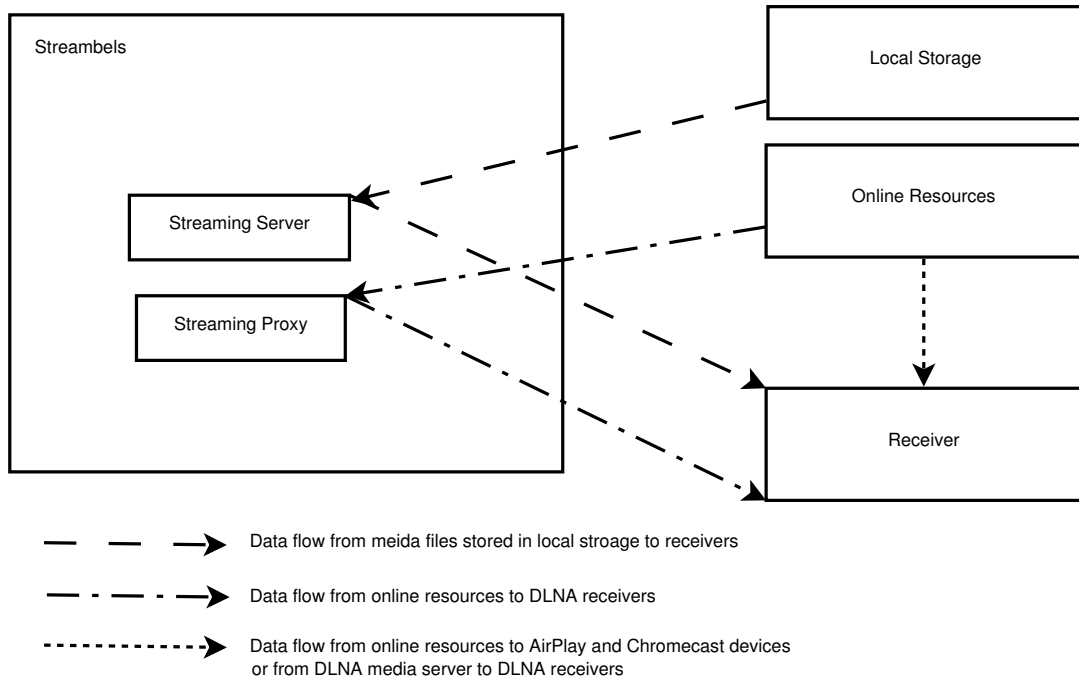 Streambels
Local Storage
Online Resources
Streaming Server
Streaming Proxy
Receiver
Data flow from meida files stored in local stroage to receivers
Data flow from online resources to DLNA receivers
Data flow from online resources to AirPlay and Chromecast devices
or from DLNA media server to DLNA receivers